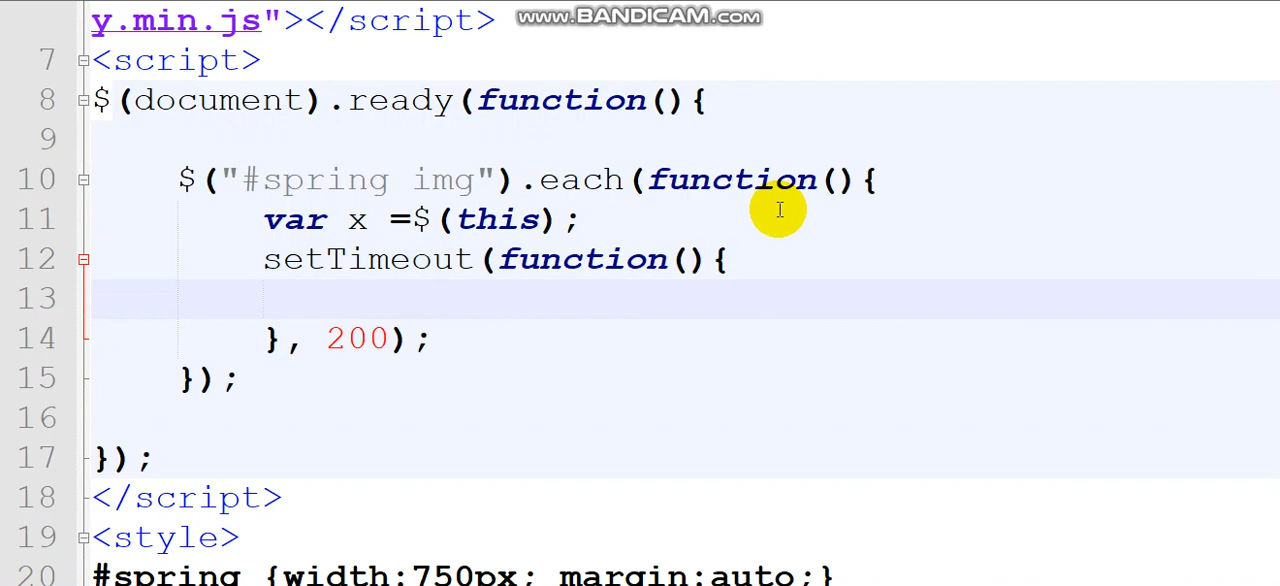 www.BANDICAM.com
y.min.js"></script>
7 <script>
8 $(document).ready(function(){
9
10 $("#spring img").each(function(){
11 var x =$(this);
12 setTimeout(function(){
13
14 }, 200);
15 });
16
17 });
18 </script>
19 <style>
20 #spring {width:750px; margin:auto;}